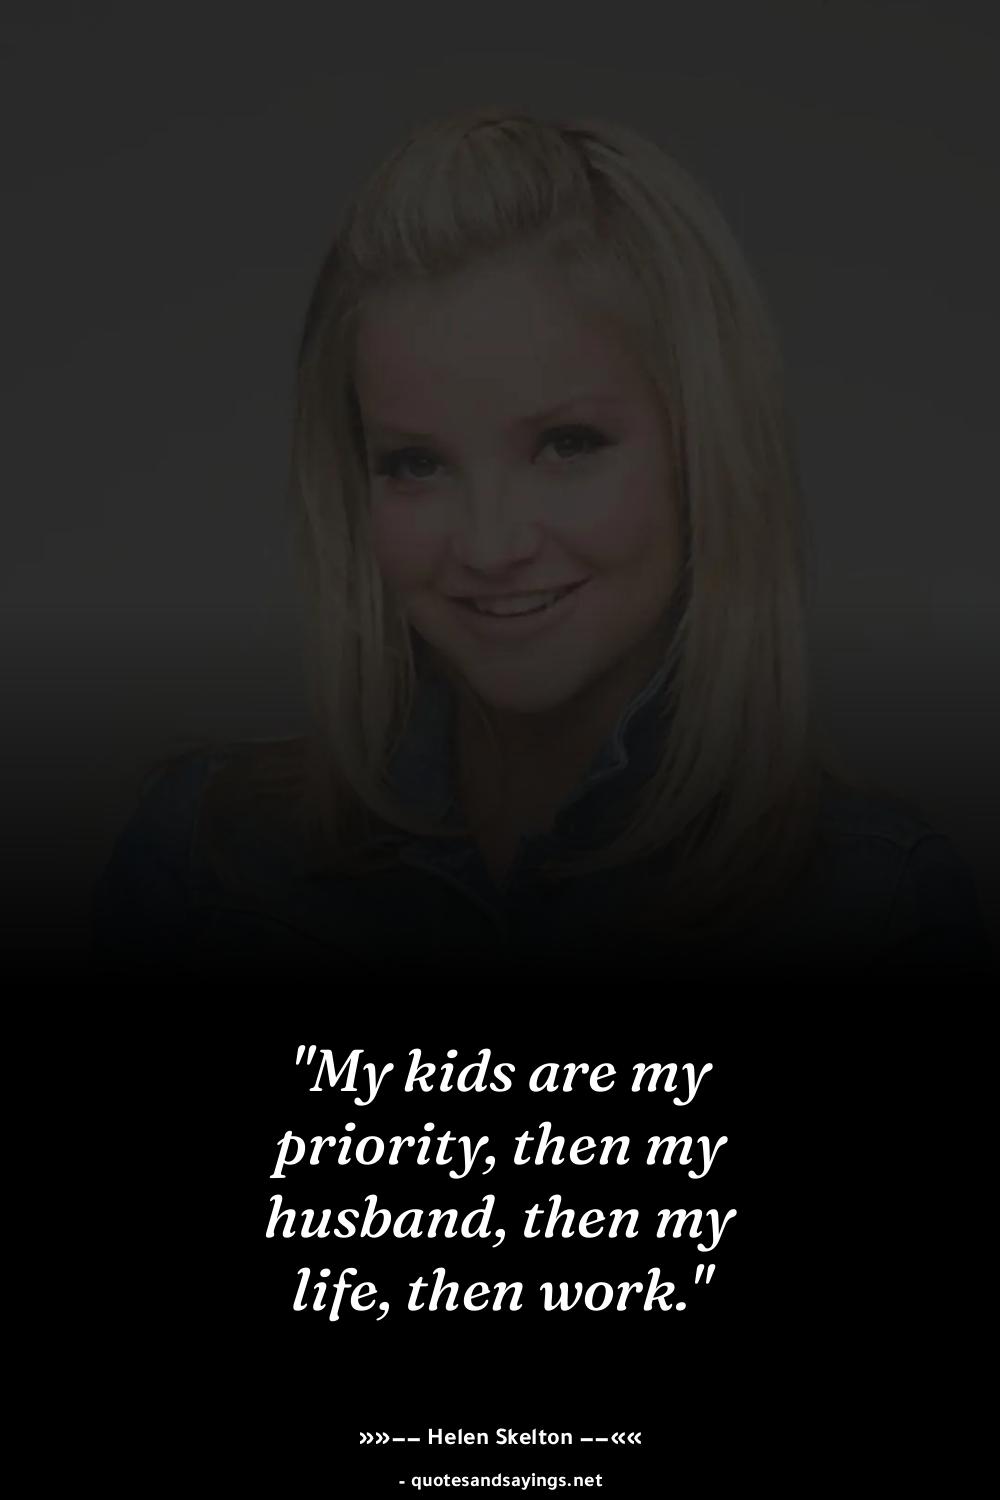 "My kids are my
priority, then my
husband, then my
life, then work."
»»−− Helen Skelton −−««
- quotesandsayings.net